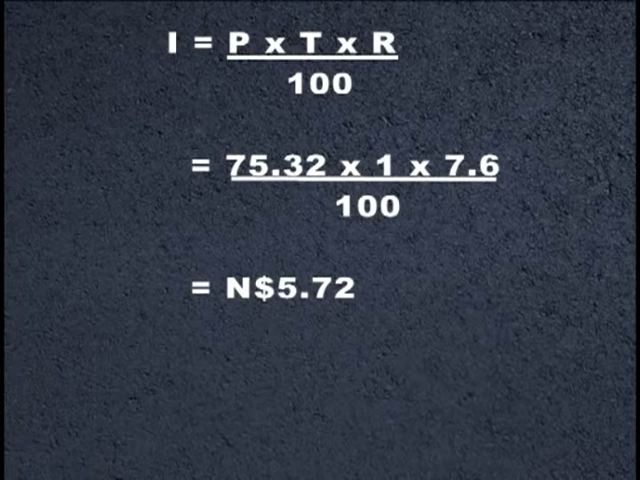 I = P x T x R
100
= 75.32 x 1 x 7.6
100
= N$5.72